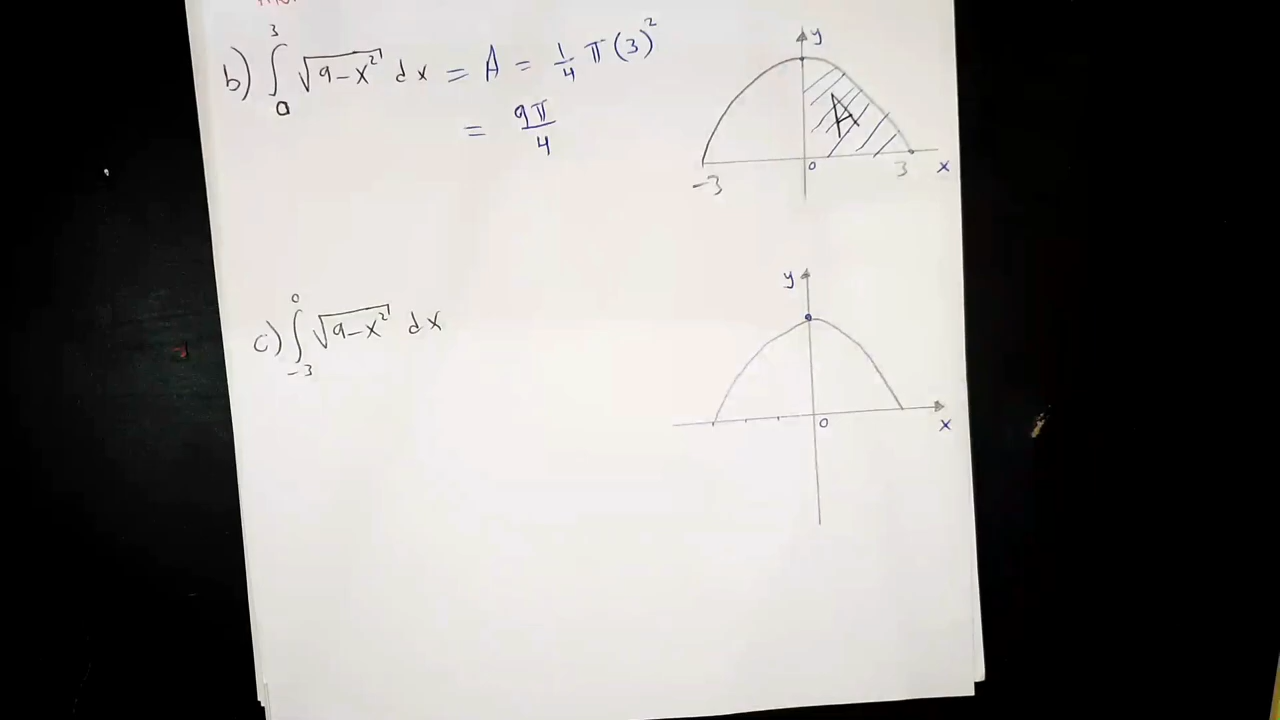 b) ∫₀³ √(9-x²) dx = A = 1/4 π(3)²
= 9π/4
y
A
-3 0 3 x
c) ∫₋₃⁰ √(9-x²) dx
y
0 x